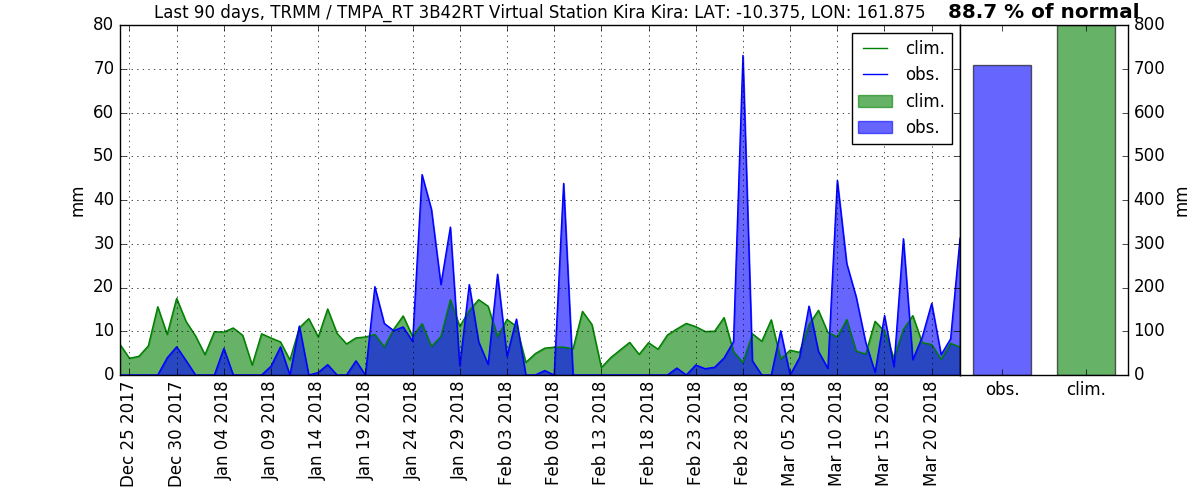 Last 90 days, TRMM / TMPA_RT 3B42RT Virtual Station Kira Kira: LAT: -10.375, LON: 161.875
88.7 % of normal
80
70
60
50
40
30
20
10
0
mm
clim.
obs.
clim.
obs.
800
700
600
500
400
300
200
100
0
mm
obs.
clim.
Dec 25 2017
Dec 30 2017
Jan 04 2018
Jan 09 2018
Jan 14 2018
Jan 19 2018
Jan 24 2018
Jan 29 2018
Feb 03 2018
Feb 08 2018
Feb 13 2018
Feb 18 2018
Feb 23 2018
Feb 28 2018
Mar 05 2018
Mar 10 2018
Mar 15 2018
Mar 20 2018